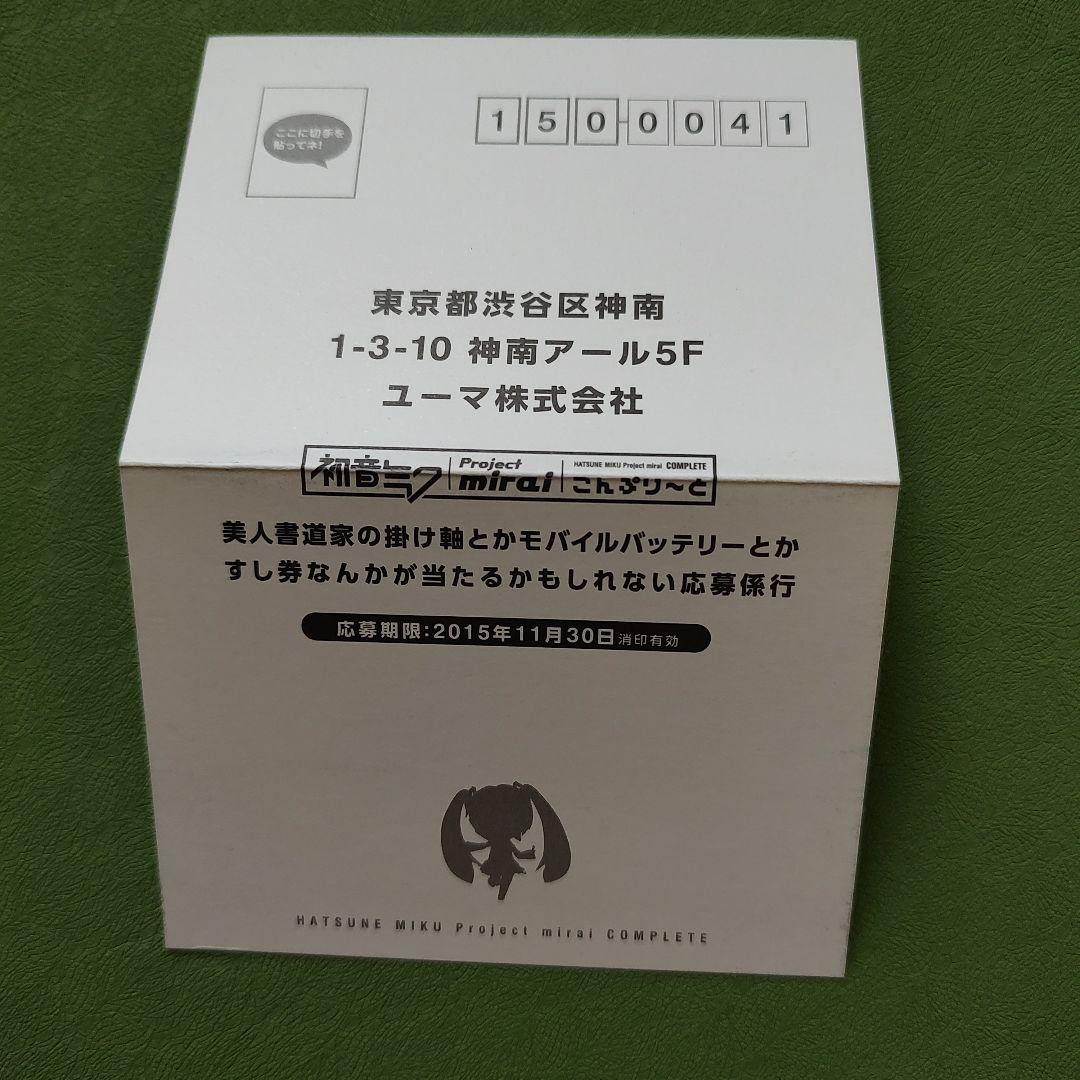 ここに切手を
貼ってネ!
150-0041
東京都渋谷区神南
1-3-10 神南アール5F
ユーマ株式会社
初音ミク Project mirai HATSUNE MIKU Project mirai COMPLETE こんぷり〜と
美人書道家の掛け軸とかモバイルバッテリーとか
すし券なんかが当たるかもしれない応募係行
応募期限:2015年11月30日消印有効
HATSUNE MIKU Project mirai COMPLETE